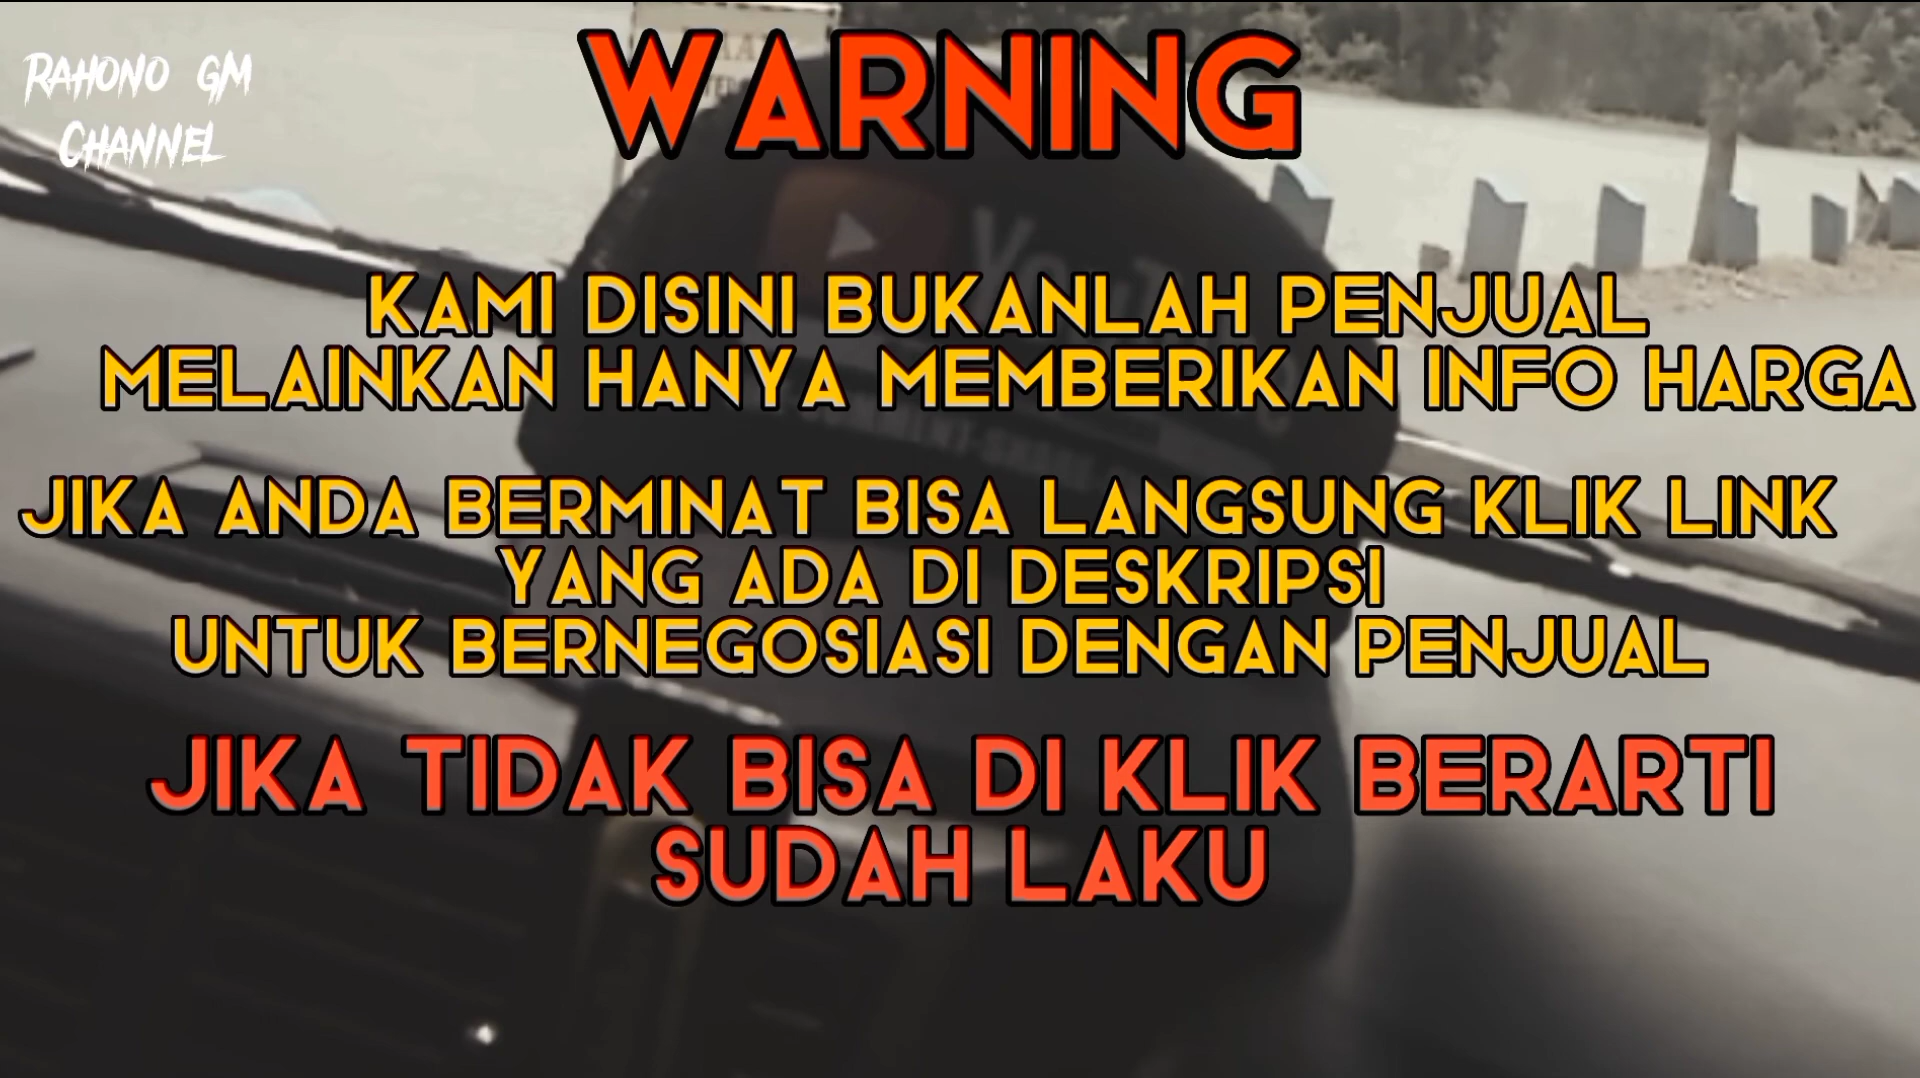 RAHONO GM
CHANNEL
WARNING
YouTube
KAMI DISINI BUKANLAH PENJUAL
MELAINKAN HANYA MEMBERIKAN INFO HARGA
JIKA ANDA BERMINAT BISA LANGSUNG KLIK LINK
YANG ADA DI DESKRIPSI
UNTUK BERNEGOSIASI DENGAN PENJUAL
JIKA TIDAK BISA DI KLIK BERARTI
SUDAH LAKU